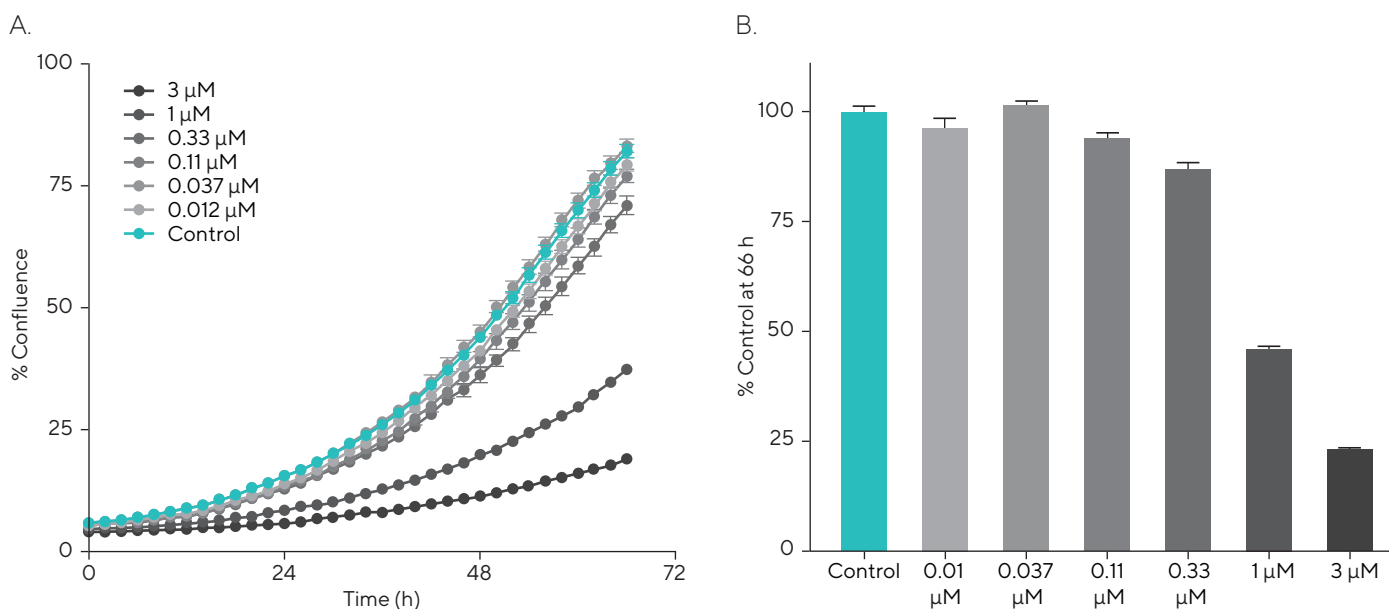 A.
% Confluence
100
75
50
25
0
3 µM
1 µM
0.33 µM
0.11 µM
0.037 µM
0.012 µM
Control
0
24
48
72
Time (h)
B.
% Control at 66 h
100
75
50
25
0
Control
0.01
µM
0.037
µM
0.11
µM
0.33
µM
1 µM
3 µM